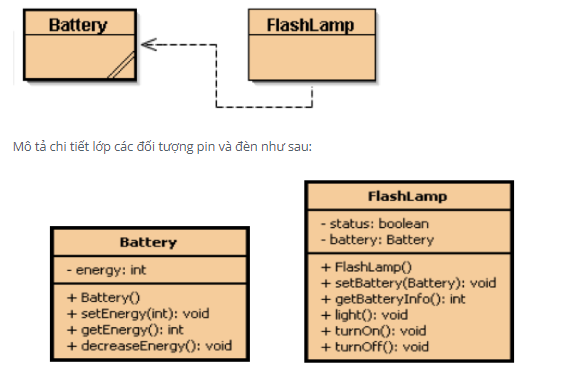 Battery
FlashLamp
Mô tả chi tiết lớp các đối tượng pin và đèn như sau:
Battery
- energy: int
+ Battery()
+ setEnergy(int): void
+ getEnergy(): int
+ decreaseEnergy(): void
FlashLamp
- status: boolean
- battery: Battery
+ FlashLamp()
+ setBattery(Battery): void
+ getBatteryInfo(): int
+ light(): void
+ turnOn(): void
+ turnOff(): void